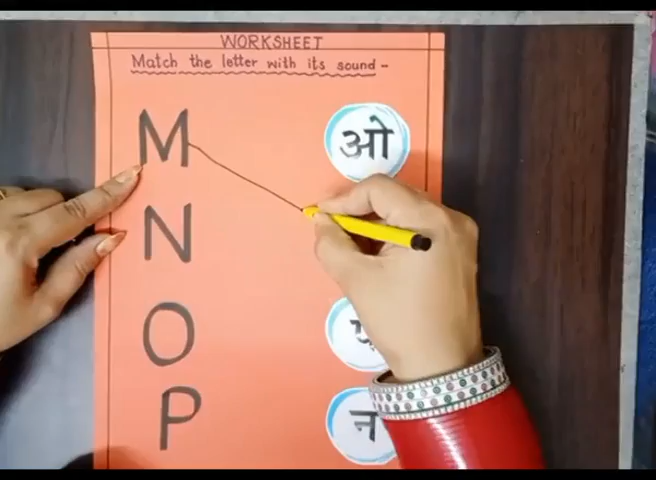 WORKSHEET
Match the letter with its sound -
M ओ
N
O
P न